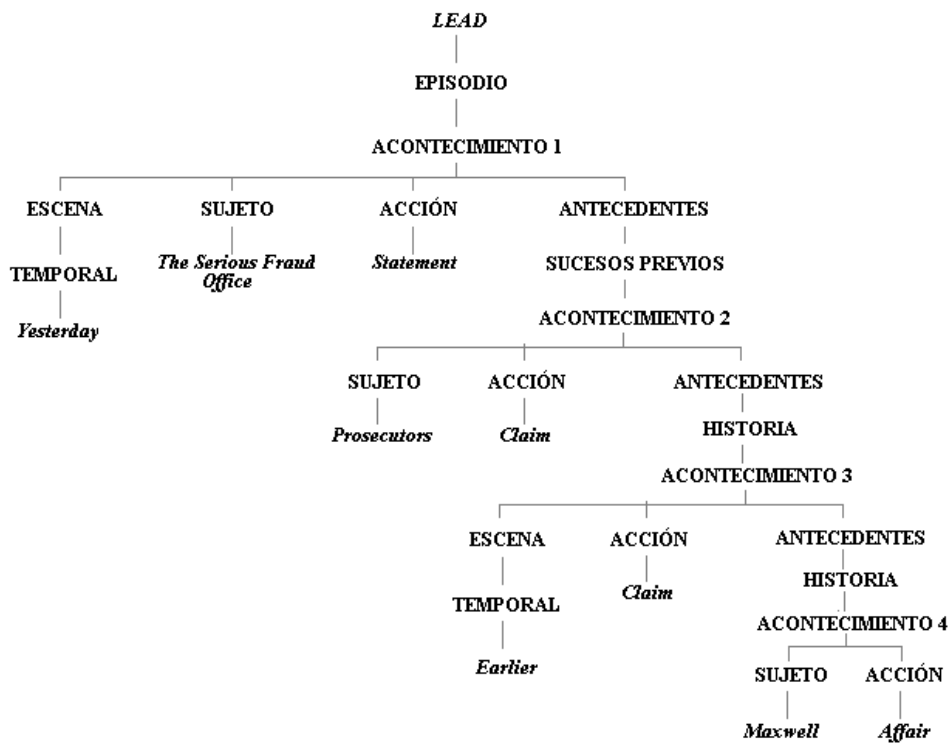 LEAD
EPISODIO
ACONTECIMIENTO 1
ESCENA SUJETO ACCIÓN ANTECEDENTES
TEMPORAL The Serious Fraud Office Statement SUCESOS PREVIOS
Yesterday ACONTECIMIENTO 2
SUJETO ACCIÓN ANTECEDENTES
Prosecutors Claim HISTORIA
ACONTECIMIENTO 3
ESCENA ACCIÓN ANTECEDENTES
TEMPORAL Claim HISTORIA
Earlier ACONTECIMIENTO 4
SUJETO ACCIÓN
Maxwell Affair